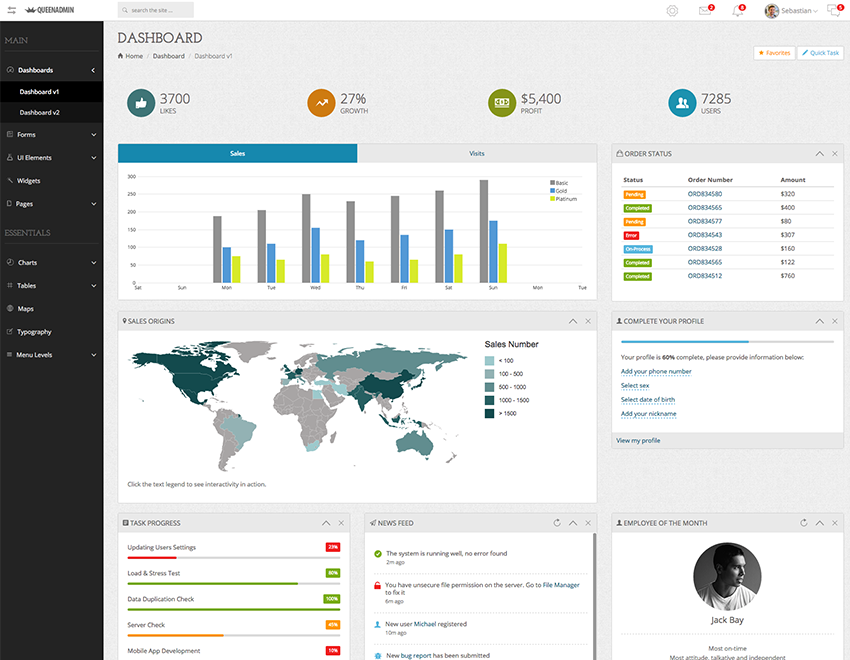 QUEENADMIN
search the site ...
2
8
Sebastian
5
MAIN
Dashboards
Dashboard v1
Dashboard v2
Forms
UI Elements
Widgets
Pages
ESSENTIALS
Charts
Tables
Maps
Typography
Menu Levels
DASHBOARD
Home / Dashboard / Dashboard v1
Favorites
Quick Task
3700
LIKES
27%
GROWTH
$5,400
PROFIT
7285
USERS
Sales
Visits
300
250
200
150
100
50
0
Sat Sun Mon Tue Wed Thu Fri Sat Sun Mon Tue
Basic
Gold
Platinum
ORDER STATUS
Status Order Number Amount
Pending ORD834580 $320
Completed ORD834565 $400
Pending ORD834577 $80
Error ORD834543 $307
On-Process ORD834528 $160
Completed ORD834565 $122
Completed ORD834512 $760
SALES ORIGINS
Sales Number
< 100
100 - 500
500 - 1000
1000 - 1500
> 1500
Click the text legend to see interactivity in action.
COMPLETE YOUR PROFILE
Your profile is 60% complete, please provide information below:
Add your phone number
Select sex
Select date of birth
Add your nickname
View my profile
TASK PROGRESS
Updating Users Settings 23%
Load & Stress Test 80%
Data Duplication Check 100%
Server Check 45%
Mobile App Development 10%
NEWS FEED
The system is running well, no error found
2m ago
You have unsecure file permission on the server. Go to File Manager
to fix it
6m ago
New user Michael registered
10m ago
New bug report has been submitted.
EMPLOYEE OF THE MONTH
Jack Bay
Most on-time
Most attitude, talkative and independent